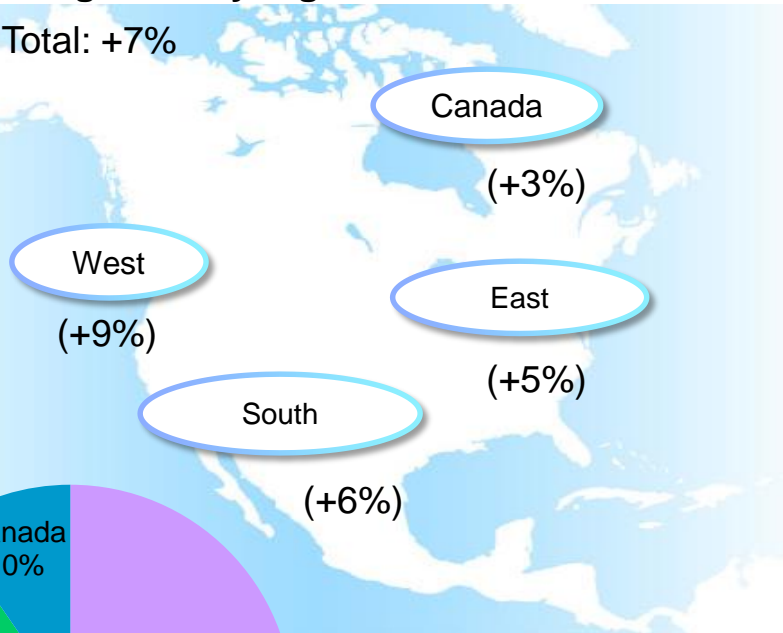 Total: +7%
Canada
(+3%)
West
(+9%)
East
(+5%)
South
(+6%)
nada
0%